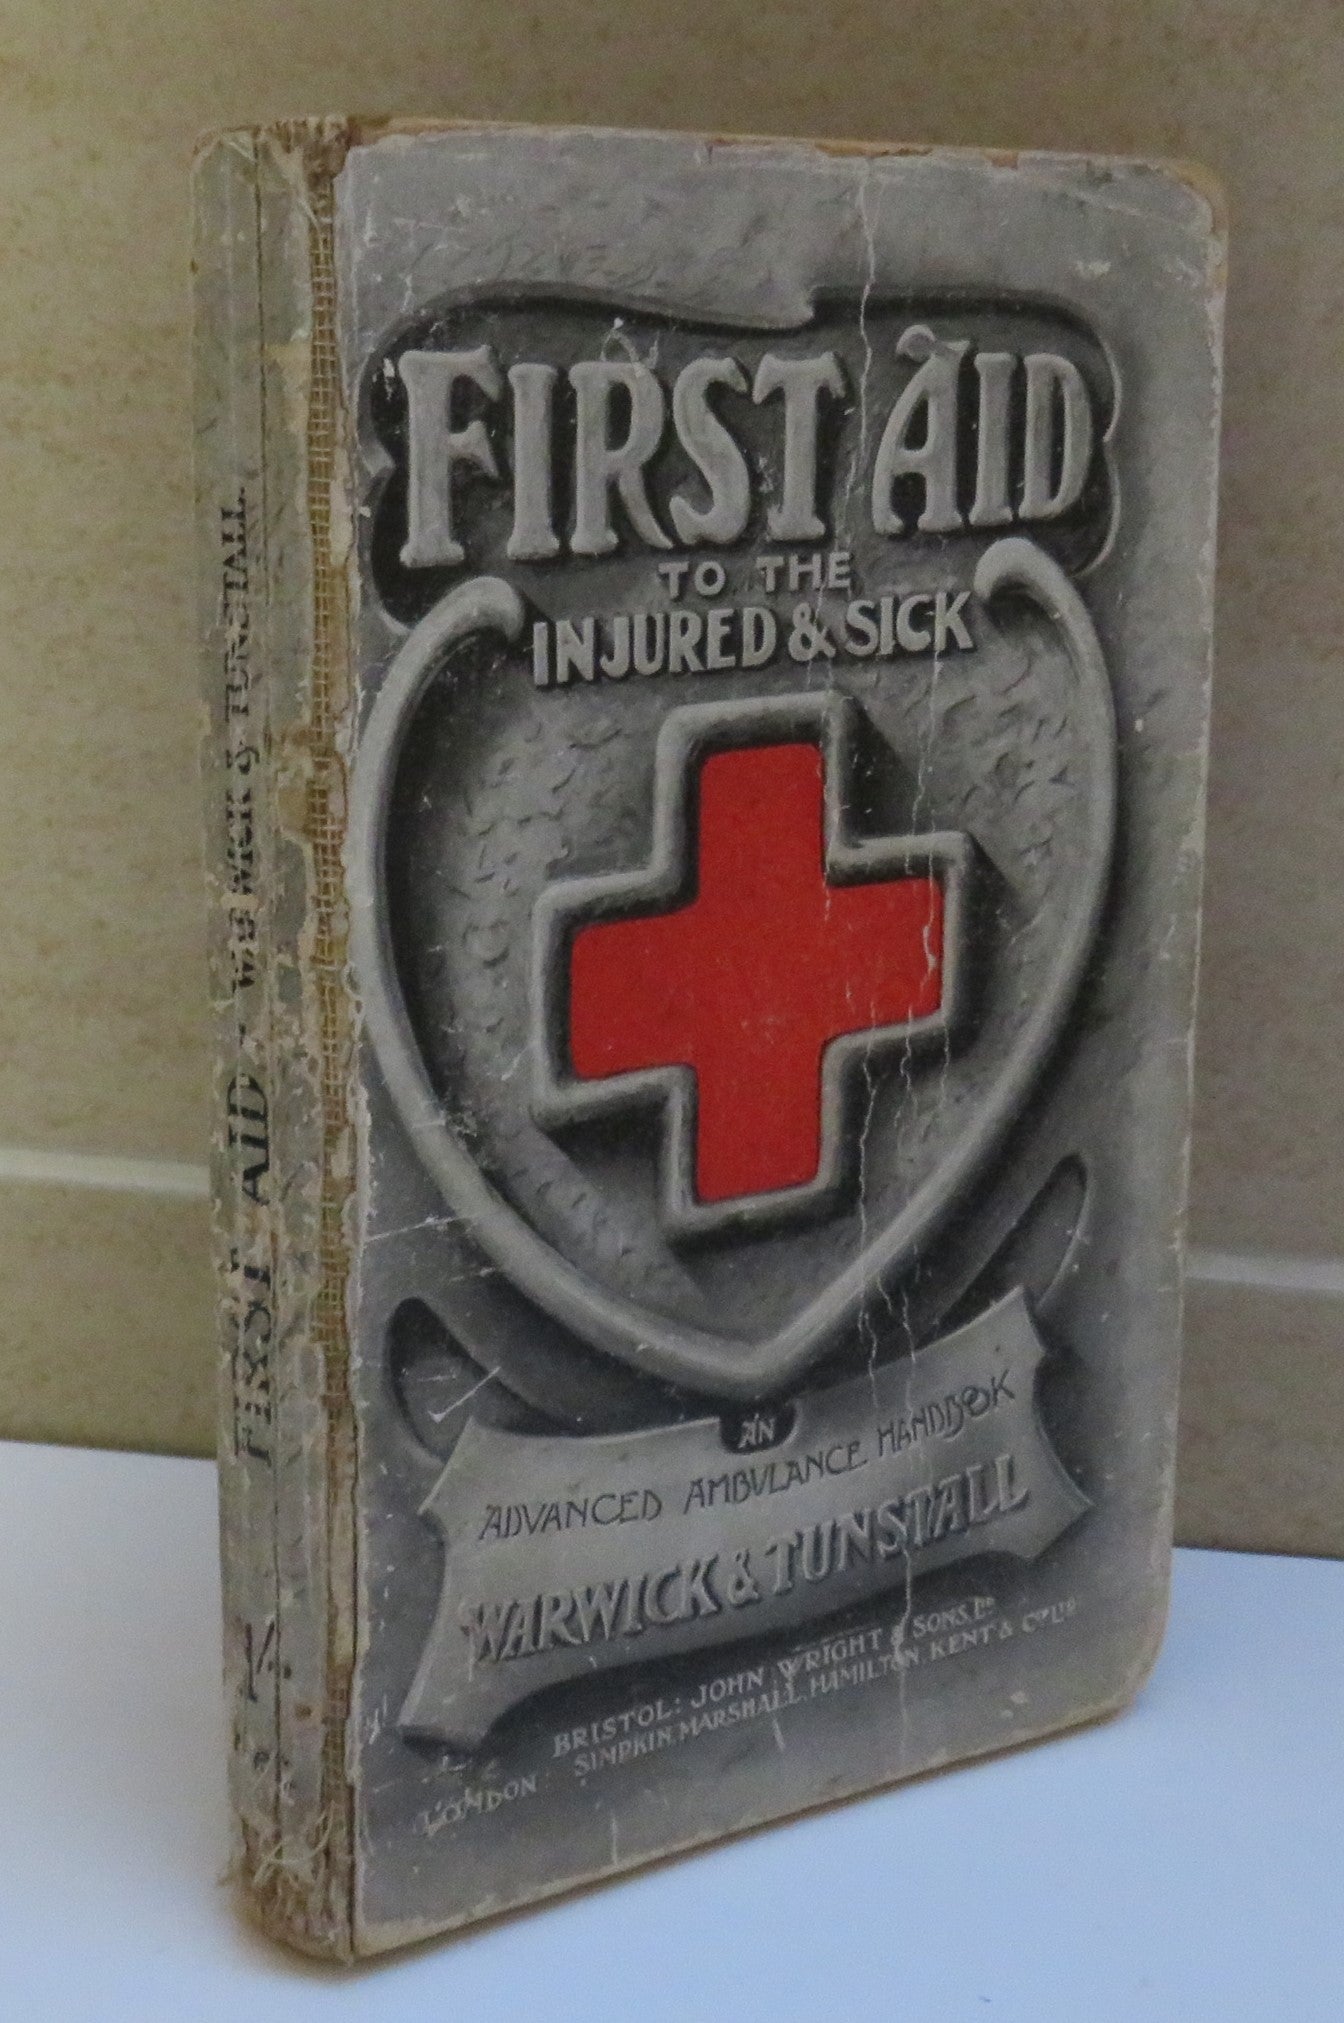 FIRST AID
TO THE
INJURED & SICK
AN
ADVANCED AMBVLANCE HANDBOOK
WARWICK & TUNSTALL
BRISTOL: JOHN WRIGHT & SONS, LTD
LONDON: SIMPKIN, MARSHALL, HAMILTON, KENT & CO. LTD
FIRST AID - WARWICK & TUNSTALL
1/-